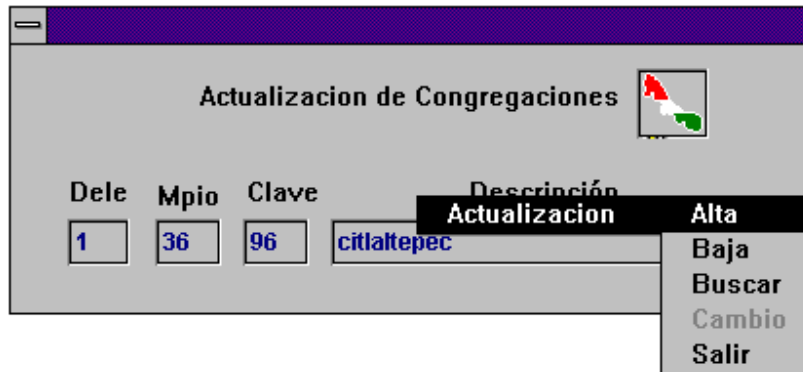 Actualizacion de Congregaciones
Dele Mpio Clave Descripción
1 36 96 citlaltepec
Actualizacion Alta
Baja
Buscar
Cambio
Salir